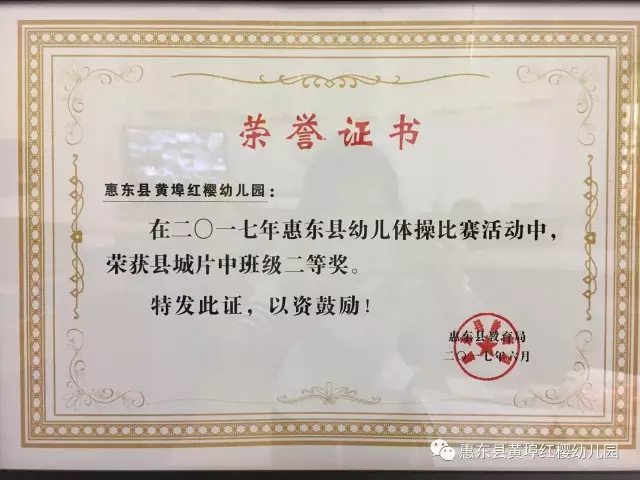 荣誉证书
惠东县黄埠红樱幼儿园：
在二〇一七年惠东县幼儿体操比赛活动中，
荣获县城片中班级二等奖。
特发此证，以资鼓励！
惠东县教育局
二〇一七年六月
惠东县黄埠红樱幼儿园